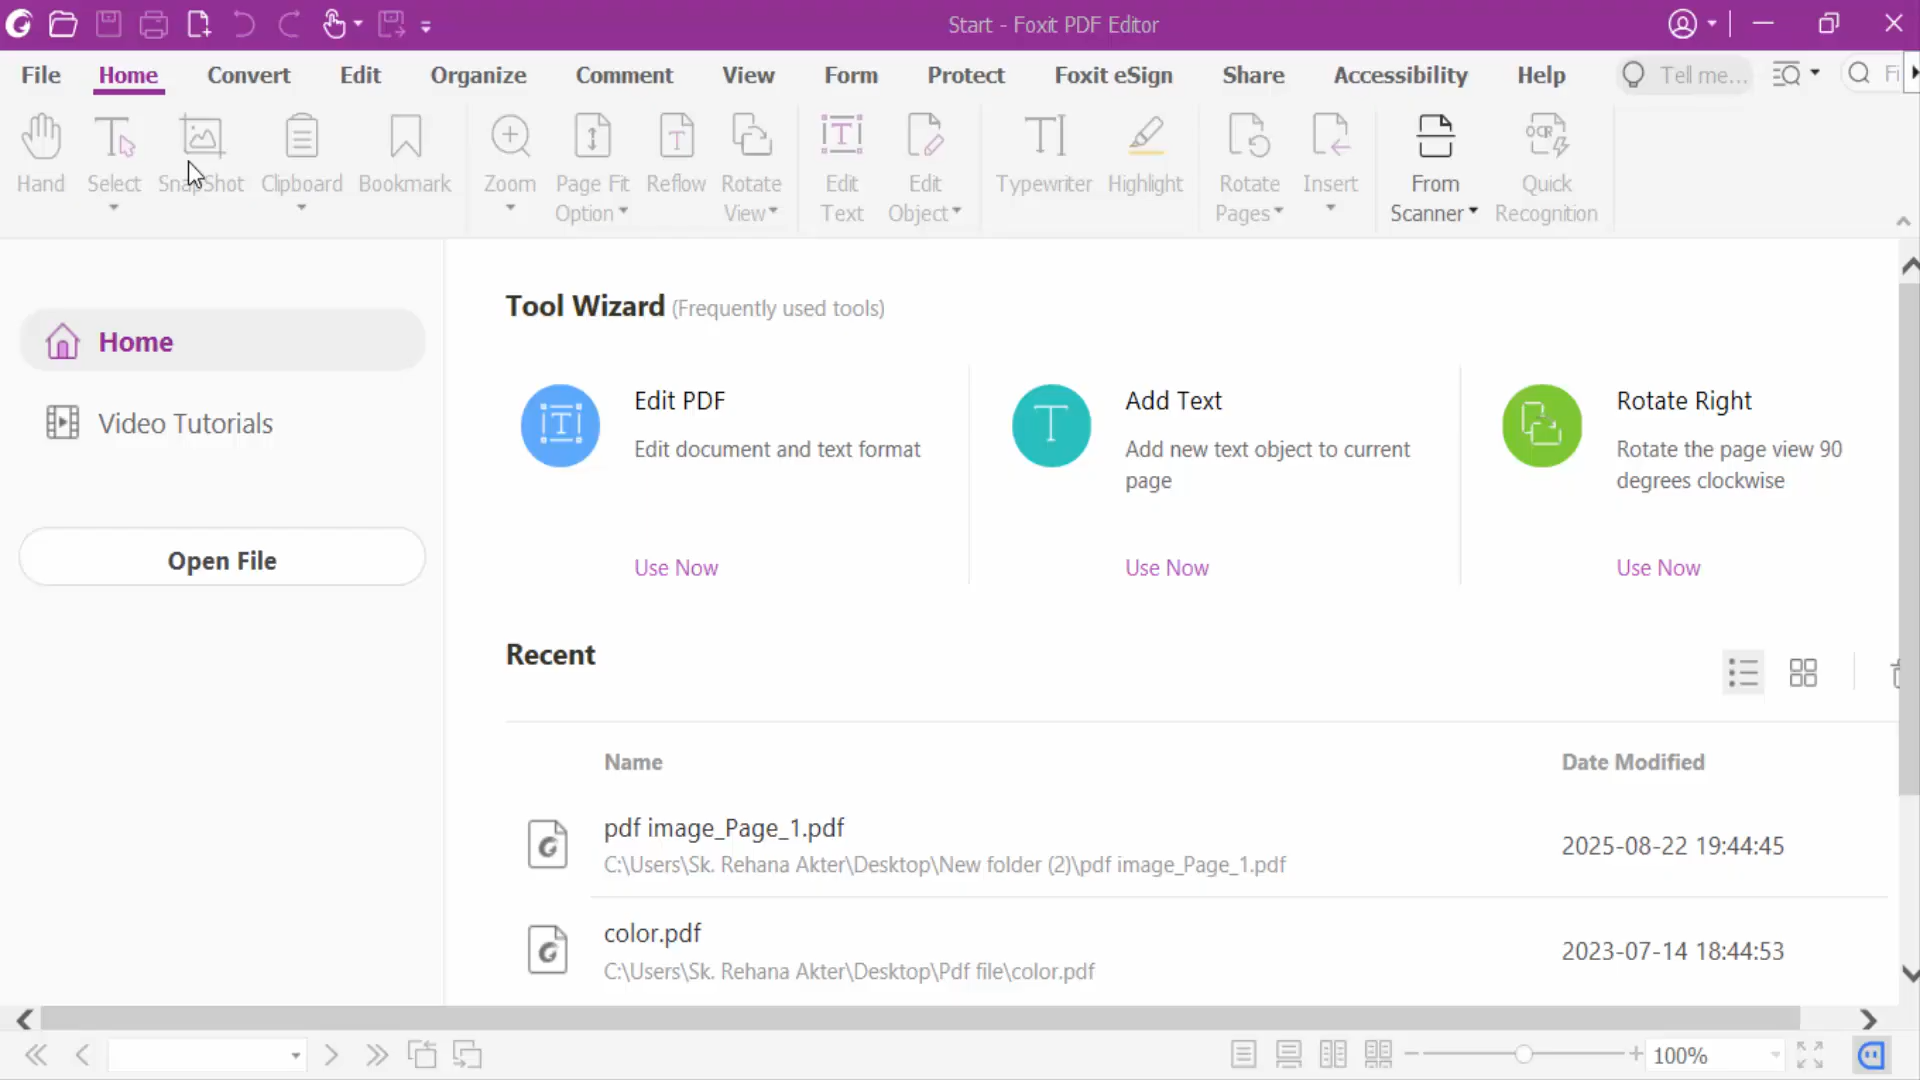 Start - Foxit PDF Editor
File Home Convert Edit Organize Comment View Form Protect Foxit eSign Share Accessibility Help Tell me... Fi
Hand Select SnapShot Clipboard Bookmark Zoom Page Fit Option Reflow Rotate View Edit Text Edit Object Typewriter Highlight Rotate Pages Insert From Scanner OCR Quick Recognition
Home
Video Tutorials
Open File
Tool Wizard (Frequently used tools)
Edit PDF
Edit document and text format
Use Now
Add Text
Add new text object to current
page
Use Now
Rotate Right
Rotate the page view 90
degrees clockwise
Use Now
Recent
Name Date Modified
pdf image_Page_1.pdf
C:\Users\Sk. Rehana Akter\Desktop\New folder (2)\pdf image_Page_1.pdf
2025-08-22 19:44:45
color.pdf
C:\Users\Sk. Rehana Akter\Desktop\Pdf file\color.pdf
2023-07-14 18:44:53
100%